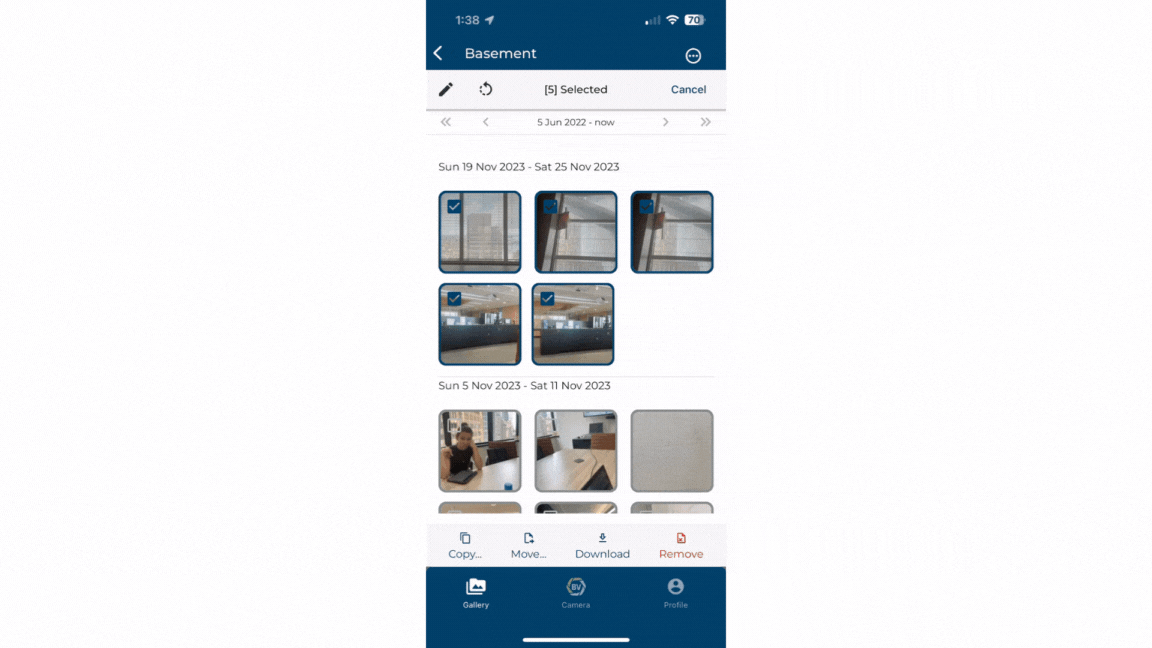 1:38
70
Basement
[5] Selected
Cancel
5 Jun 2022 - now
Sun 19 Nov 2023 - Sat 25 Nov 2023
Sun 5 Nov 2023 - Sat 11 Nov 2023
Copy...
Move...
Download
Remove
BV
Gallery
Camera
Profile